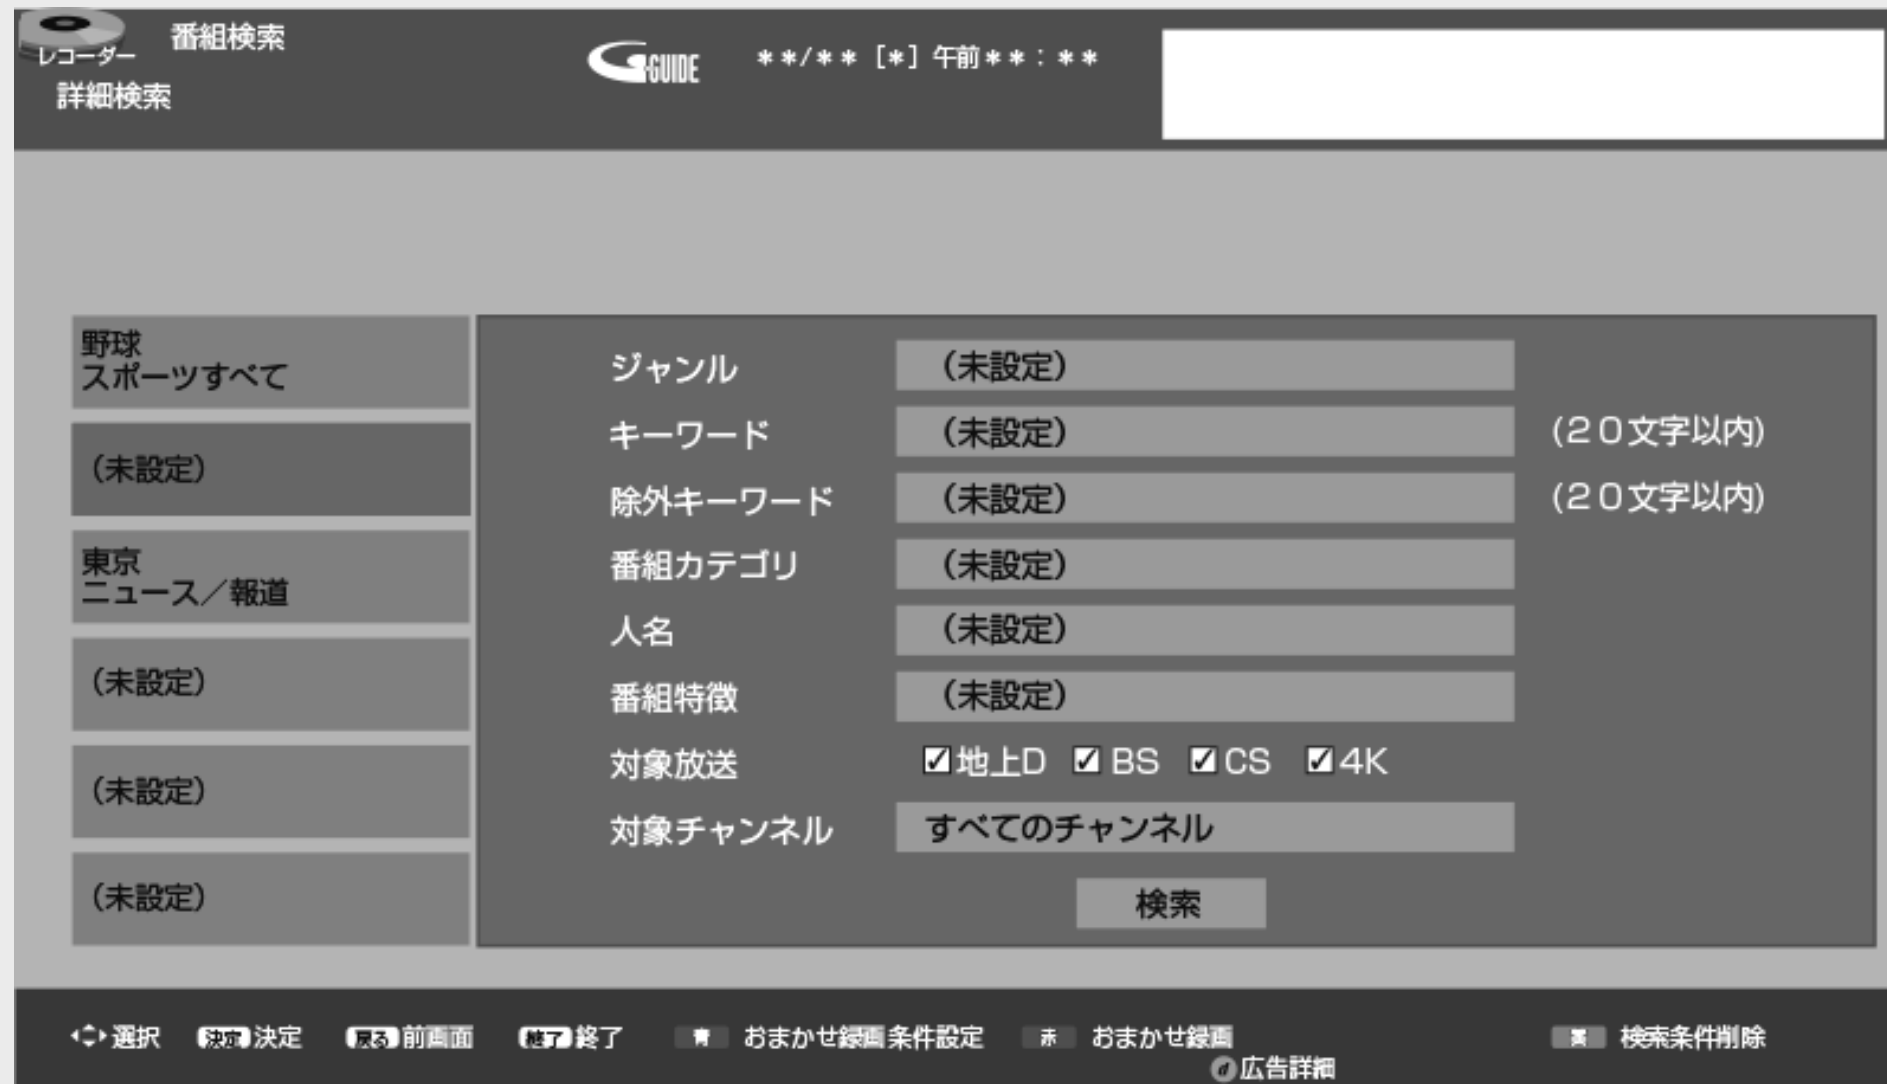 レコーダー
番組検索
詳細検索
G-GUIDE
＊＊/＊＊［＊］午前＊＊：＊＊
野球
スポーツすべて
（未設定）
東京
ニュース／報道
（未設定）
（未設定）
（未設定）
ジャンル （未設定）
キーワード （未設定） (２０文字以内)
除外キーワード （未設定） (２０文字以内)
番組カテゴリ （未設定）
人名 （未設定）
番組特徴 （未設定）
対象放送 地上D BS CS 4K
対象チャンネル すべてのチャンネル
検索
選択 決定 決定 戻る 前画面 終了 終了 青 おまかせ録画条件設定 赤 おまかせ録画 黄 検索条件削除
d 広告詳細